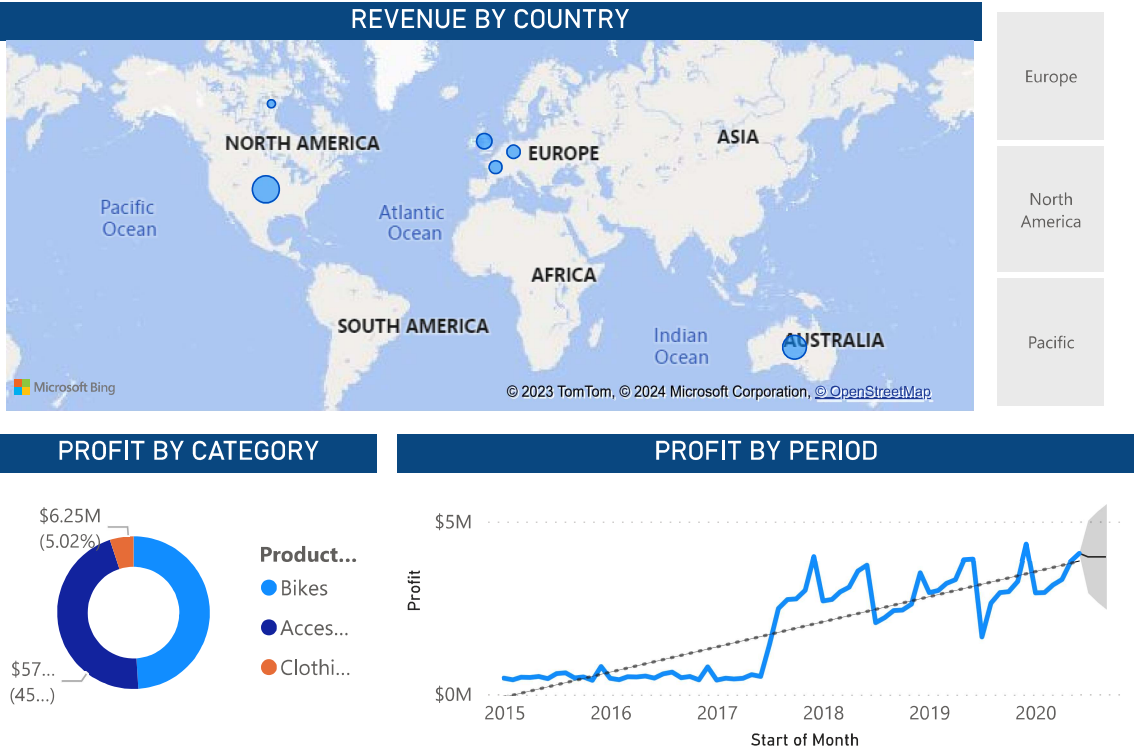 REVENUE BY COUNTRY
Europe
North
America
Pacific
NORTH AMERICA
EUROPE
ASIA
Pacific
Ocean
Atlantic
Ocean
AFRICA
SOUTH AMERICA
Indian
Ocean
AUSTRALIA
Microsoft Bing
© 2023 TomTom, © 2024 Microsoft Corporation, © OpenStreetMap
PROFIT BY CATEGORY
$6.25M
(5.02%)
$57...
(45...)
Product...
Bikes
Acces...
Clothi...
PROFIT BY PERIOD
$5M
Profit
$0M
2015 2016 2017 2018 2019 2020
Start of Month